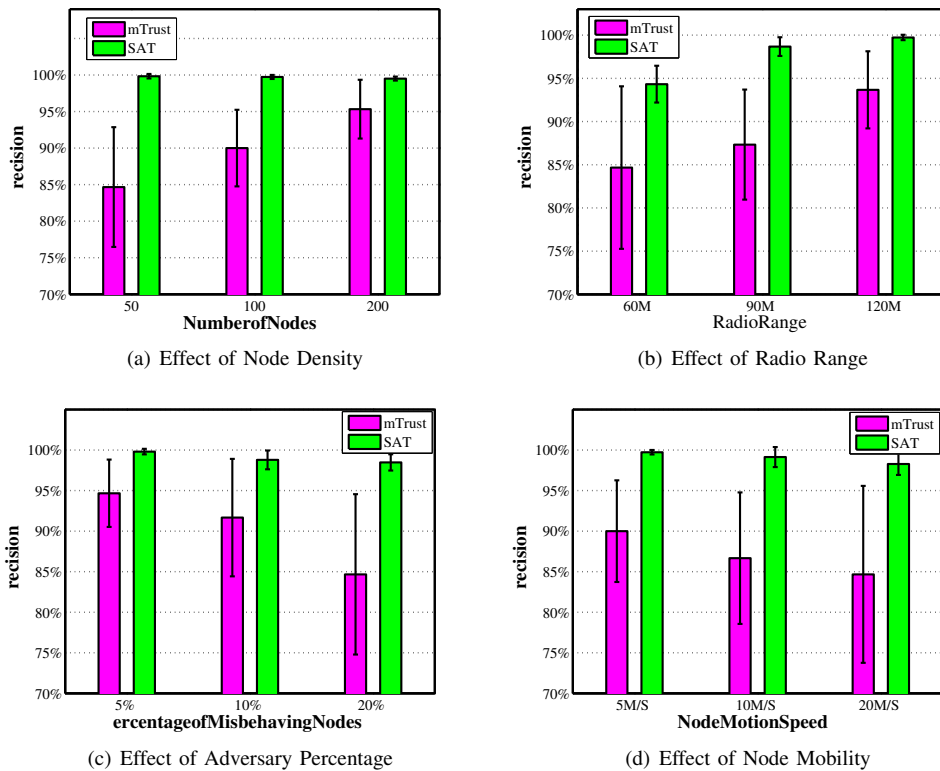 mTrust
SAT
100%
95%
90%
85%
80%
75%
70%
recision
50
100
200
NumberofNodes
(a) Effect of Node Density
mTrust
SAT
100%
95%
90%
85%
80%
75%
70%
recision
60M
90M
120M
RadioRange
(b) Effect of Radio Range
mTrust
SAT
100%
95%
90%
85%
80%
75%
70%
recision
5%
10%
20%
ercentageofMisbehavingNodes
(c) Effect of Adversary Percentage
mTrust
SAT
100%
95%
90%
85%
80%
75%
70%
recision
5M/S
10M/S
20M/S
NodeMotionSpeed
(d) Effect of Node Mobility